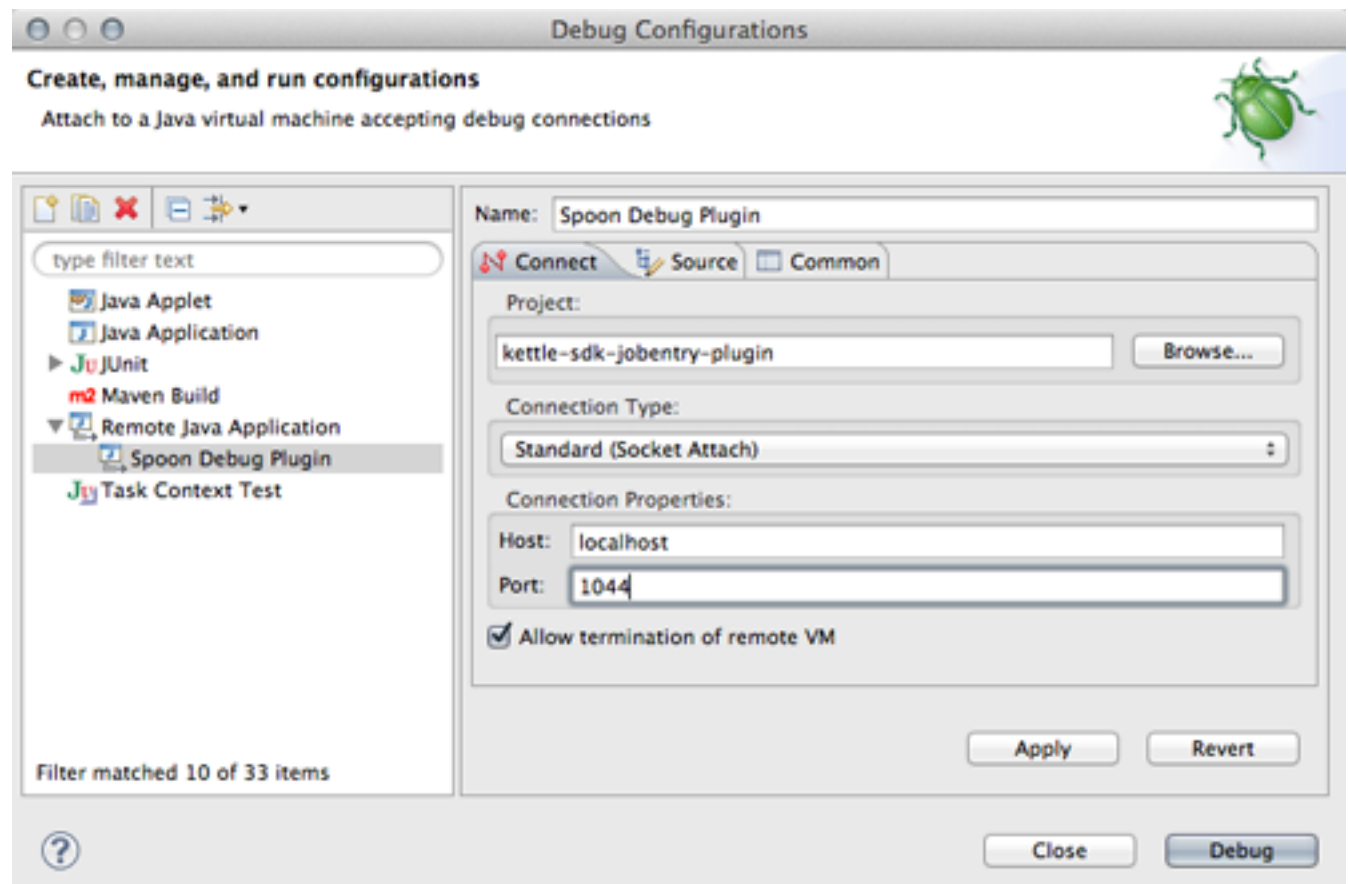 Debug Configurations
Create, manage, and run configurations
Attach to a Java virtual machine accepting debug connections
type filter text
Java Applet
Java Application
Ju JUnit
m2 Maven Build
Remote Java Application
Spoon Debug Plugin
Task Context Test
Filter matched 10 of 33 items
Name: Spoon Debug Plugin
Connect Source Common
Project:
kettle-sdk-jobentry-plugin Browse...
Connection Type:
Standard (Socket Attach)
Connection Properties:
Host: localhost
Port: 1044
Allow termination of remote VM
Apply Revert
? Close Debug